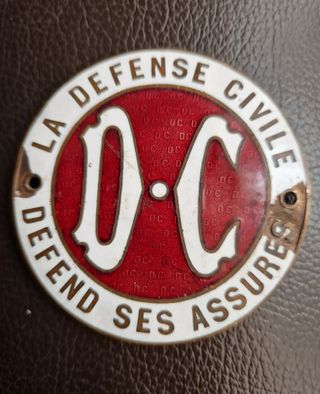 LA DEFENSE CIVILE
D·C
DEFEND SES ASSURES